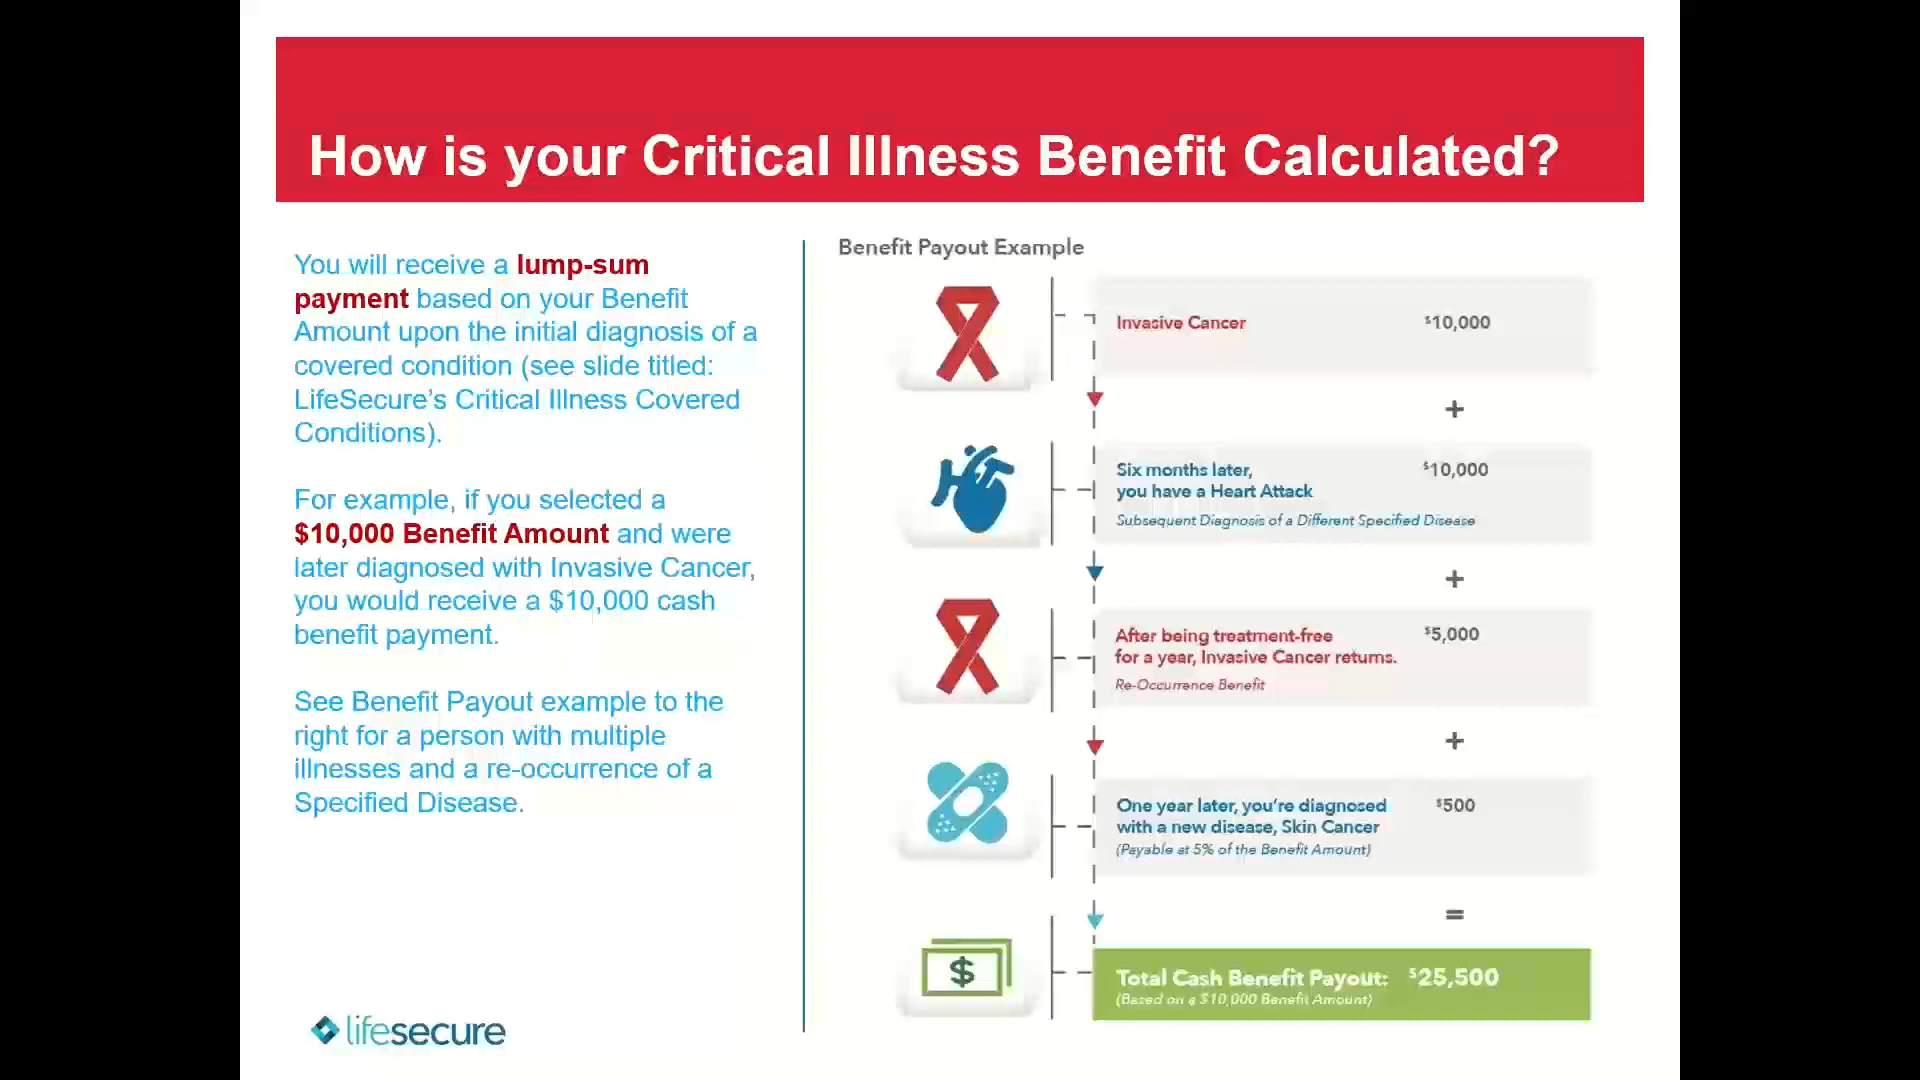 How is your Critical Illness Benefit Calculated?
You will receive a lump-sum
payment based on your Benefit
Amount upon the initial diagnosis of a
covered condition (see slide titled:
LifeSecure’s Critical Illness Covered
Conditions).
For example, if you selected a
$10,000 Benefit Amount and were
later diagnosed with Invasive Cancer,
you would receive a $10,000 cash
benefit payment.
See Benefit Payout example to the
right for a person with multiple
illnesses and a re-occurrence of a
Specified Disease.
lifesecure
Benefit Payout Example
Invasive Cancer $10,000
+
Six months later, $10,000
you have a Heart Attack
Subsequent Diagnosis of a Different Specified Disease
+
After being treatment-free $5,000
for a year, Invasive Cancer returns.
Re-Occurrence Benefit
+
One year later, you’re diagnosed $500
with a new disease, Skin Cancer
(Payable at 5% of the Benefit Amount)
=
$
Total Cash Benefit Payout: $25,500
(Based on a $10,000 Benefit Amount)